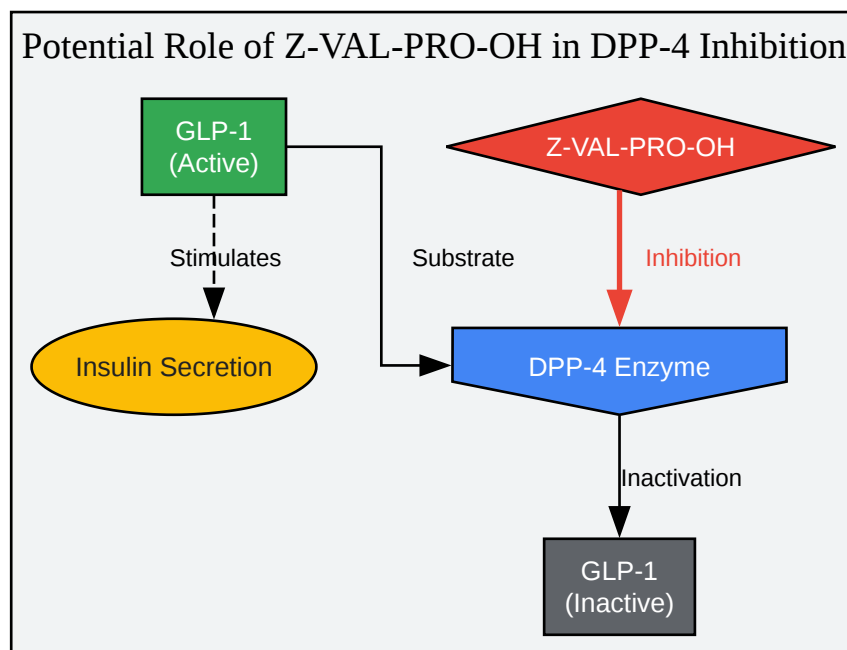 Potential Role of Z-VAL-PRO-OH in DPP-4 Inhibition
GLP-1
(Active)
Z-VAL-PRO-OH
Stimulates
Substrate
Inhibition
Insulin Secretion
DPP-4 Enzyme
Inactivation
GLP-1
(Inactive)